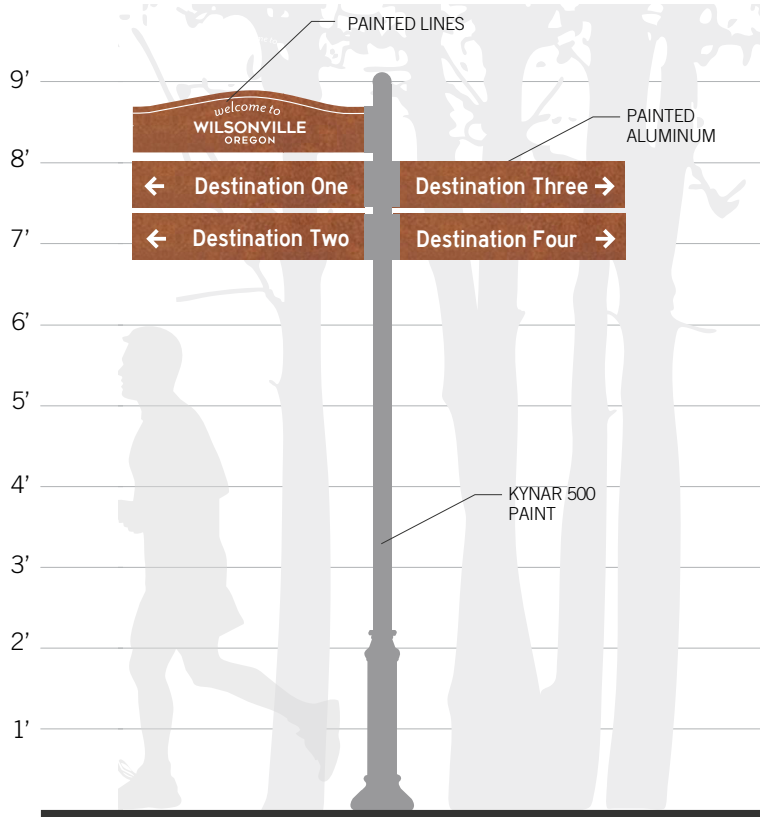 PAINTED LINES
9’
welcome to
WILSONVILLE
OREGON
PAINTED
ALUMINUM
8’
← Destination One
Destination Three →
7’
← Destination Two
Destination Four →
6’
5’
4’
KYNAR 500
PAINT
3’
2’
1’